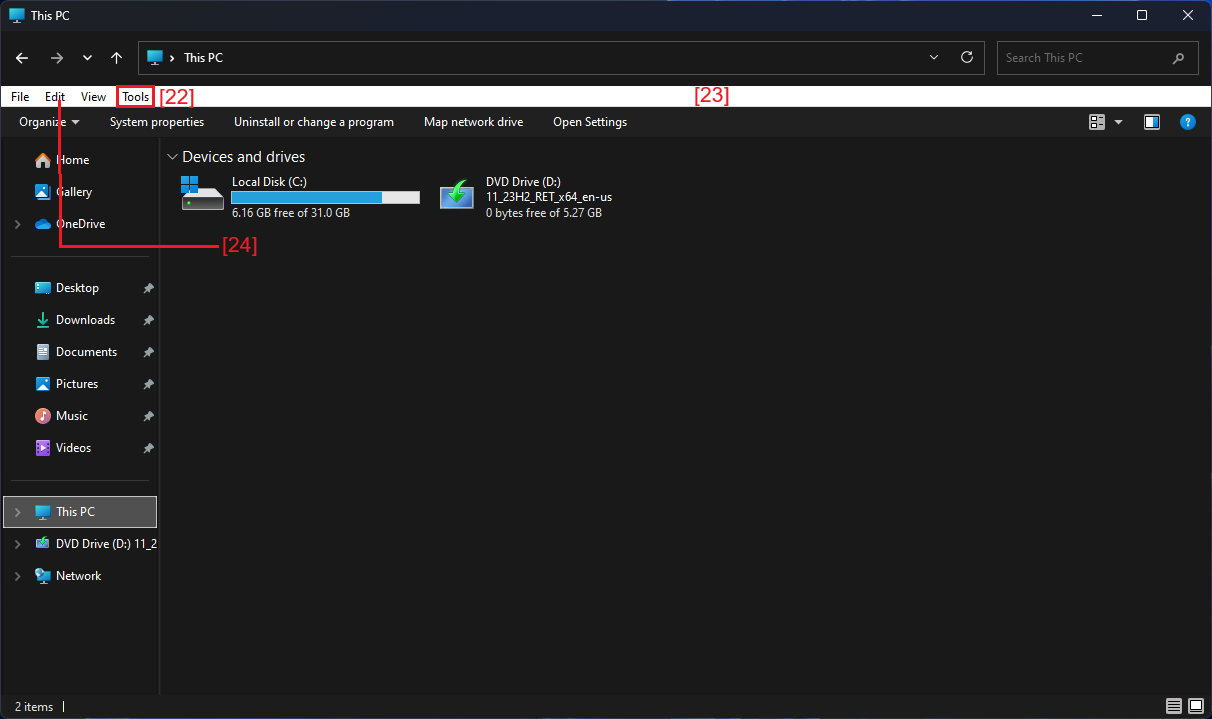 This PC
This PC
Search This PC
File Edit View Tools [22] [23]
Organize System properties Uninstall or change a program Map network drive Open Settings
Home
Gallery
OneDrive
Desktop
Downloads
Documents
Pictures
Music
Videos
This PC
DVD Drive (D:) 11_2
Network
Devices and drives
Local Disk (C:)
6.16 GB free of 31.0 GB
DVD Drive (D:)
11_23H2_RET_x64_en-us
0 bytes free of 5.27 GB
[24]
2 items